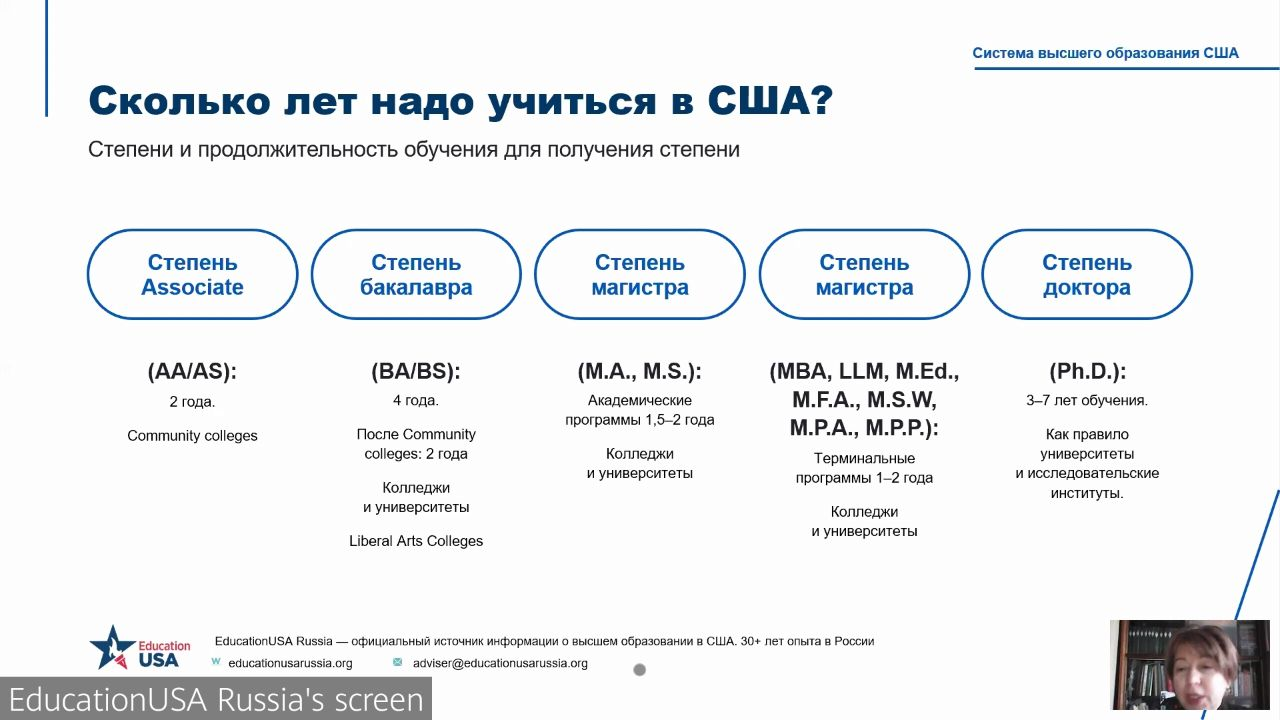 Система высшего образования США
Сколько лет надо учиться в США?
Степени и продолжительность обучения для получения степени
Степень
Associate
(AA/AS):
2 года.
Community colleges
Степень
бакалавра
(BA/BS):
4 года.
После Community
colleges: 2 года
Колледжи
и университеты
Liberal Arts Colleges
Степень
магистра
(M.A., M.S.):
Академические
программы 1,5–2 года
Колледжи
и университеты
Степень
магистра
(MBA, LLM, M.Ed.,
M.F.A., M.S.W,
M.P.A., M.P.P.):
Терминальные
программы 1–2 года
Колледжи
и университеты
Степень
доктора
(Ph.D.):
3–7 лет обучения.
Как правило
университеты
и исследовательские
институты.
Education
USA
EducationUSA Russia — официальный источник информации о высшем образовании в США. 30+ лет опыта в России
educationusarussia.org
adviser@educationusarussia.org
EducationUSA Russia's screen